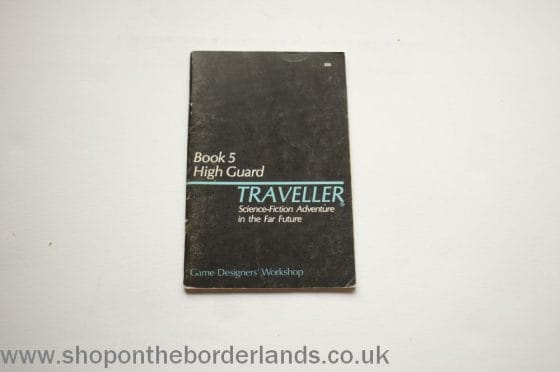 308
Book 5
High Guard
TRAVELLER®
Science-Fiction Adventure
in the Far Future
Game Designers' Workshop
www.shopontheborderlands.co.uk